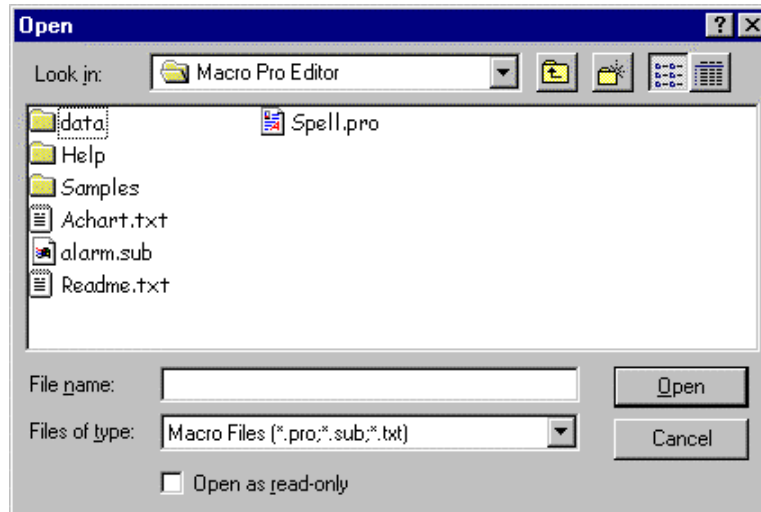 Open
Look in: Macro Pro Editor
data Spell.pro
Help
Samples
Achart.txt
alarm.sub
Readme.txt
File name: Open
Files of type: Macro Files (*.pro;*.sub;*.txt) Cancel
Open as read-only